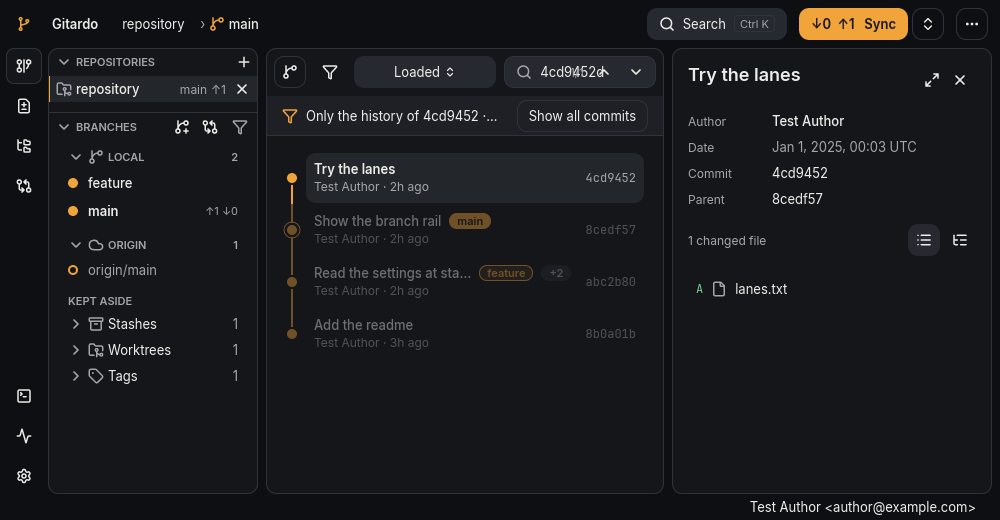 Gitardo repository › main Search Ctrl K ↓0 ↑1 Sync
REPOSITORIES
repository main ↑1
BRANCHES
LOCAL 2
feature
main ↑1 ↓0
ORIGIN 1
origin/main
KEPT ASIDE
Stashes 1
Worktrees 1
Tags 1
Loaded
Only the history of 4cd9452 ·... Show all commits
Try the lanes
Test Author · 2h ago 4cd9452
Show the branch rail main
Test Author · 2h ago 8cedf57
Read the settings at sta... feature +2
Test Author · 2h ago abc2b80
Add the readme
Test Author · 3h ago 8b0a01b
Try the lanes
Author Test Author
Date Jan 1, 2025, 00:03 UTC
Commit 4cd9452
Parent 8cedf57
1 changed file
A lanes.txt
Test Author <author@example.com>